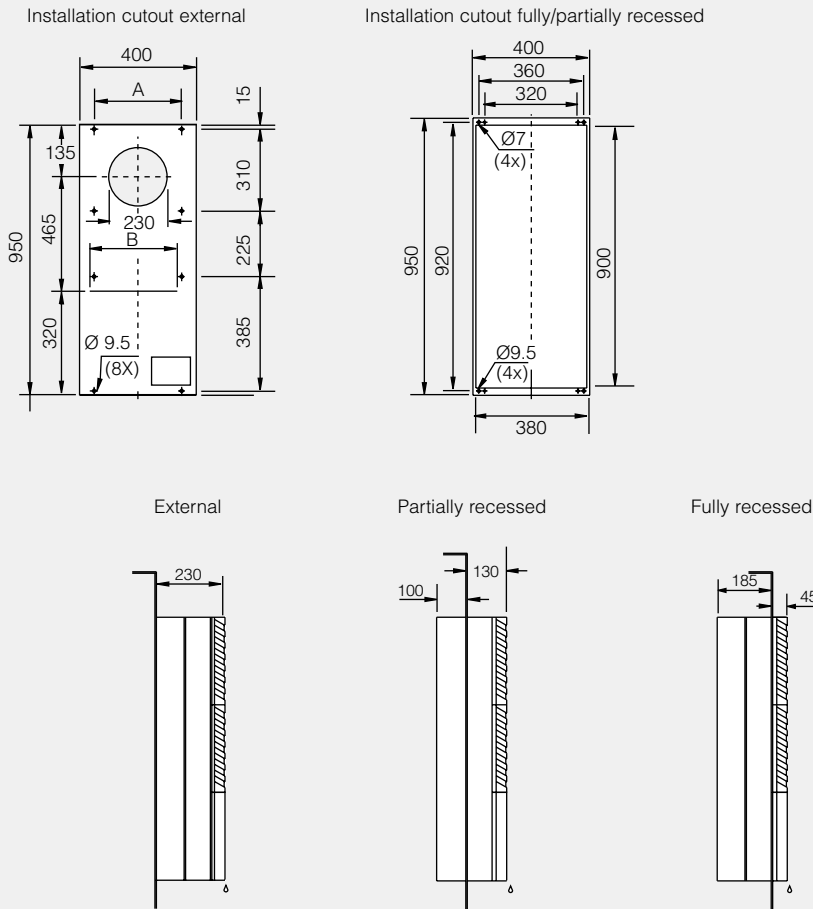 Installation cutout external
Installation cutout fully/partially recessed
400
A
15
135
950
465
310
230
B
225
320
Ø 9.5
(8X)
385
400
360
320
Ø7
(4x)
950
920
900
Ø9.5
(4x)
380
External
Partially recessed
Fully recessed
230
100
130
185
45